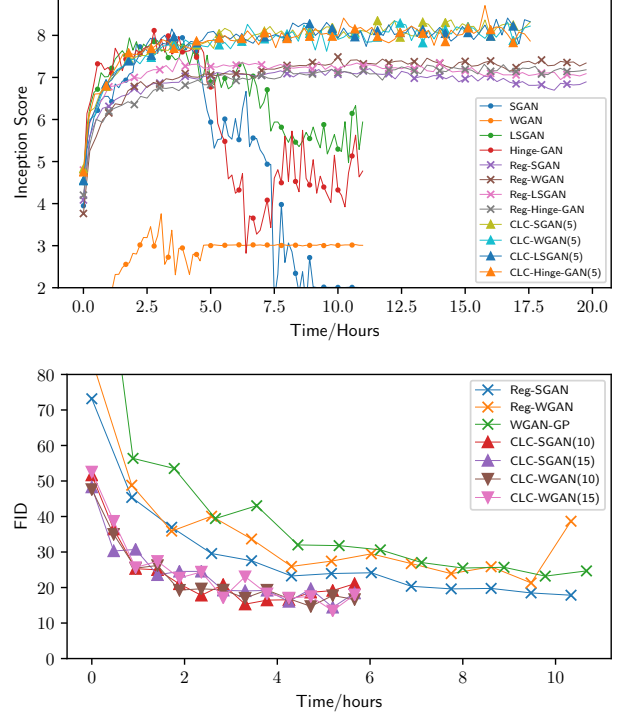 8
7
6
5
4
3
2
Inception Score
SGAN
WGAN
LSGAN
Hinge-GAN
Reg-SGAN
Reg-WGAN
Reg-LSGAN
Reg-Hinge-GAN
CLC-SGAN(5)
CLC-WGAN(5)
CLC-LSGAN(5)
CLC-Hinge-GAN(5)
0.0 2.5 5.0 7.5 10.0 12.5 15.0 17.5 20.0
Time/Hours
80
70
60
50
40
30
20
10
0
FID
Reg-SGAN
Reg-WGAN
WGAN-GP
CLC-SGAN(10)
CLC-SGAN(15)
CLC-WGAN(10)
CLC-WGAN(15)
0 2 4 6 8 10
Time/hours